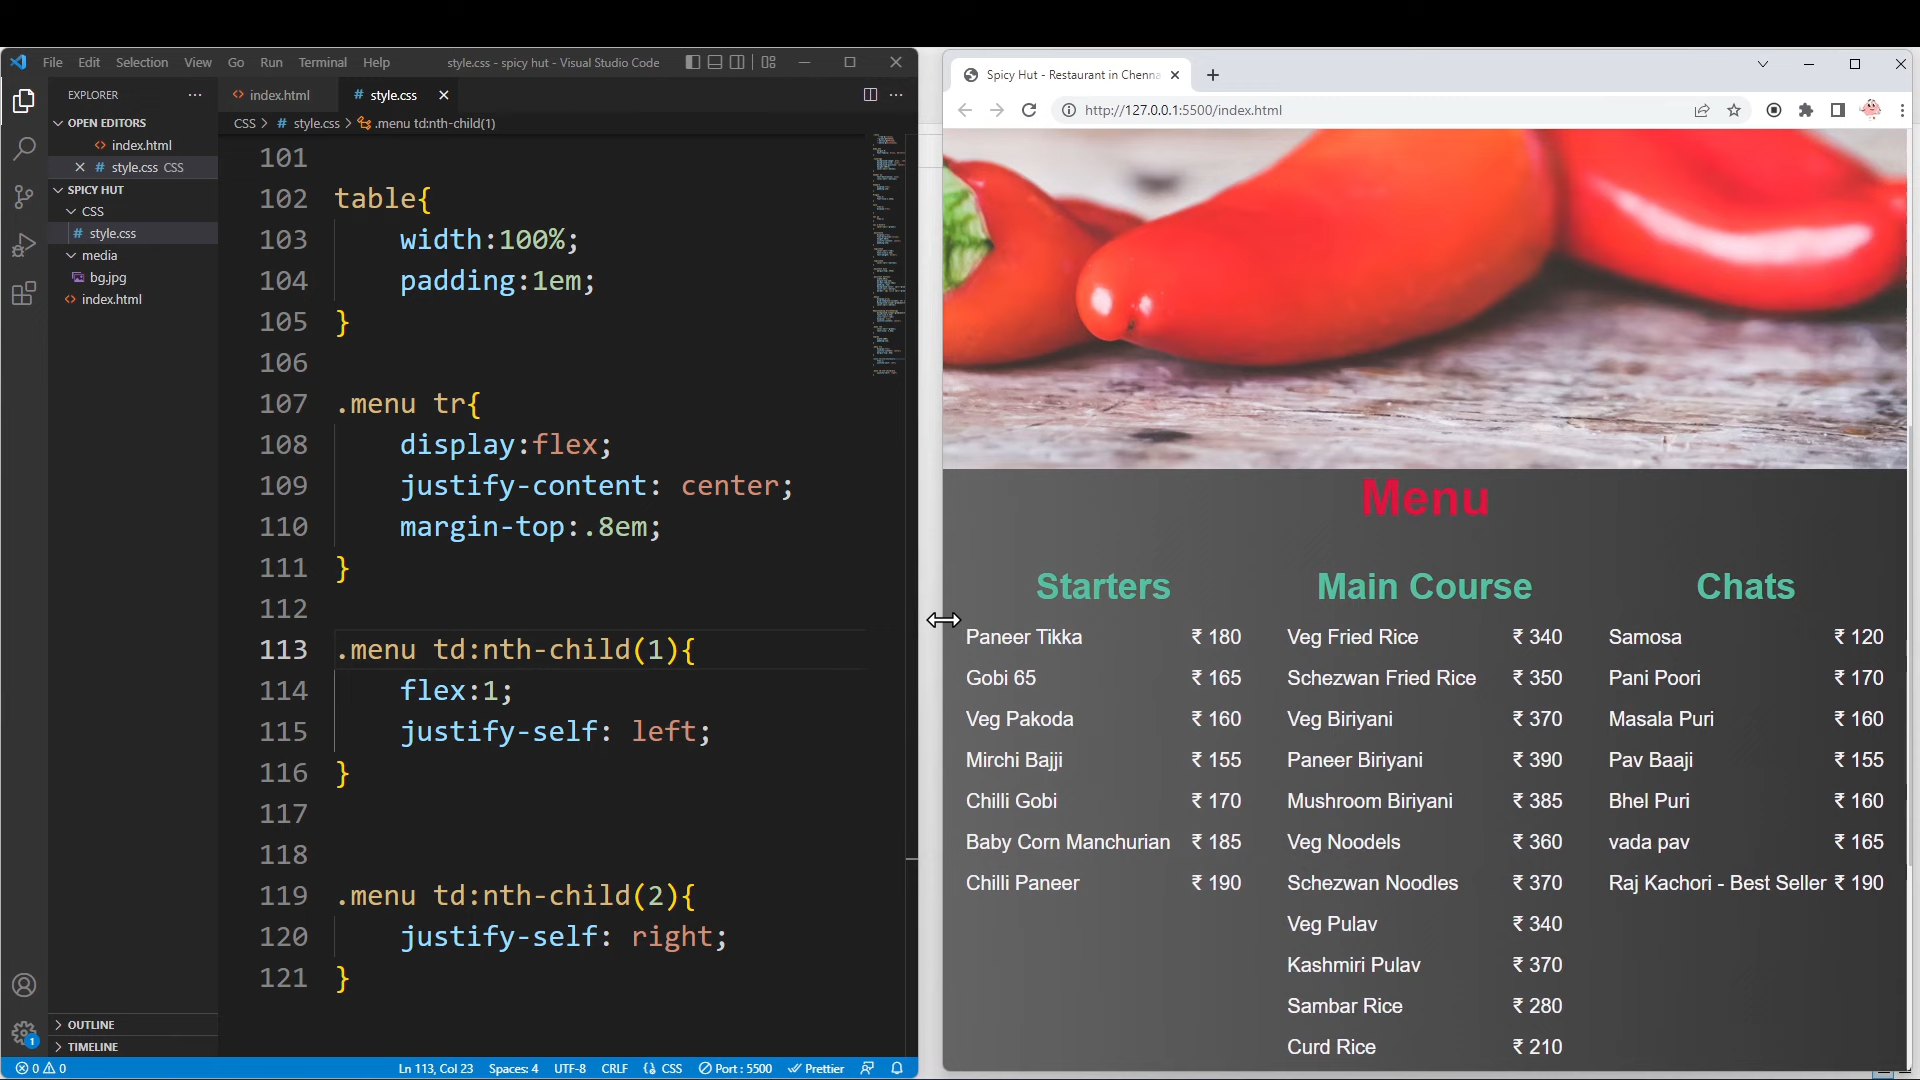 File Edit Selection View Go Run Terminal Help
style.css - spicy hut - Visual Studio Code
EXPLORER
OPEN EDITORS
index.html
style.css CSS
SPICY HUT
CSS
style.css
media
bg.jpg
index.html
OUTLINE
TIMELINE
index.html
style.css
CSS > # style.css > .menu td:nth-child(1)
101
102 table{
103 width:100%;
104 padding:1em;
105 }
106
107 .menu tr{
108 display:flex;
109 justify-content: center;
110 margin-top:.8em;
111 }
112
113 .menu td:nth-child(1){
114 flex:1;
115 justify-self: left;
116 }
117
118
119 .menu td:nth-child(2){
120 justify-self: right;
121 }
1
0 0
Ln 113, Col 23 Spaces: 4 UTF-8 CRLF {} CSS Port : 5500 Prettier
Spicy Hut - Restaurant in Chenna
http://127.0.0.1:5500/index.html
Menu
Starters
Paneer Tikka ₹ 180
Gobi 65 ₹ 165
Veg Pakoda ₹ 160
Mirchi Bajji ₹ 155
Chilli Gobi ₹ 170
Baby Corn Manchurian ₹ 185
Chilli Paneer ₹ 190
Main Course
Veg Fried Rice ₹ 340
Schezwan Fried Rice ₹ 350
Veg Biriyani ₹ 370
Paneer Biriyani ₹ 390
Mushroom Biriyani ₹ 385
Veg Noodels ₹ 360
Schezwan Noodles ₹ 370
Veg Pulav ₹ 340
Kashmiri Pulav ₹ 370
Sambar Rice ₹ 280
Curd Rice ₹ 210
Chats
Samosa ₹ 120
Pani Poori ₹ 170
Masala Puri ₹ 160
Pav Baaji ₹ 155
Bhel Puri ₹ 160
vada pav ₹ 165
Raj Kachori - Best Seller ₹ 190